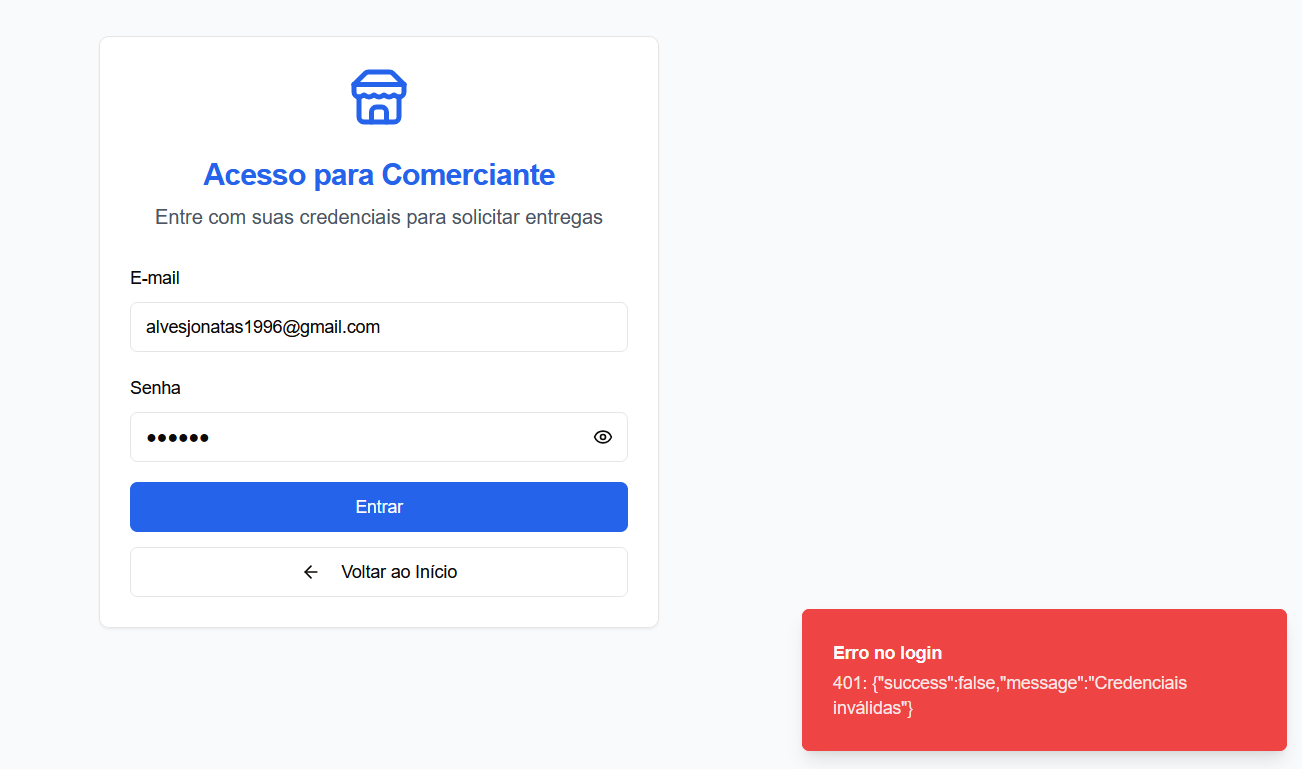 Acesso para Comerciante
Entre com suas credenciais para solicitar entregas
E-mail
alvesjonatas1996@gmail.com
Senha
••••••
Entrar
Voltar ao Início
Erro no login
401: {"success":false,"message":"Credenciais
inválidas"}